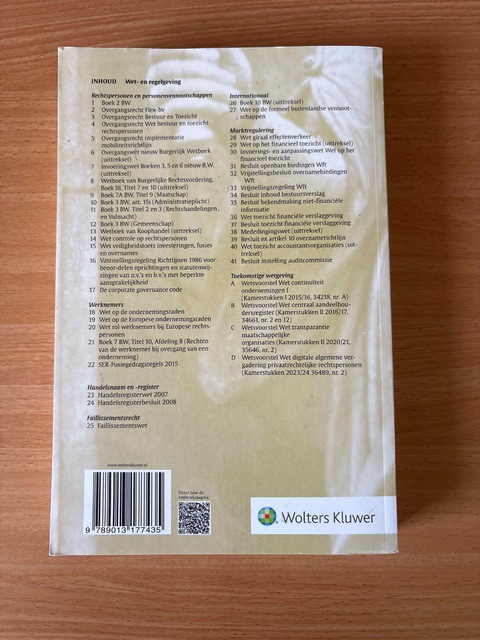 INHOUD Wet- en regelgeving
Rechtspersonen en personenvennootschappen
1 Boek 2 BW
2 Overgangsrecht Flex-bv
3 Overgangsrecht Bestuur en Toezicht
4 Overgangsrecht Wet bestuur en toezicht
rechtspersonen
5 Overgangsrecht implementatie
mobiliteitsrichtlijn
6 Overgangswet nieuw Burgerlijk Wetboek
(uittreksel)
7 Invoeringswet Boeken 3, 5 en 6 nieuw B.W.
(uittreksel)
8 Wetboek van Burgerlijke Rechtsvordering,
Boek III, Titel 7 en 10 (uittreksel)
9 Boek 7A BW, Titel 9 (Maatschap)
10 Boek 3 BW, art. 15i (Administratieplicht)
11 Boek 3 BW, Titel 2 en 3 (Rechtshandelingen,
en Volmacht)
12 Boek 3 BW (Gemeenschap)
13 Wetboek van Koophandel (uittreksel)
14 Wet controle op rechtspersonen
15 Wet veiligheidstoets investeringen, fusies
en overnames
16 Vaststellingsregeling Richtlijnen 1986 voor
beoor-delen oprichtingen en statutenwij-
zingen van n.v.'s en b.v.'s met beperkte
aansprakelijkheid
17 De corporate governance code
Werknemers
18 Wet op de ondernemingsraden
19 Wet op de Europese ondernemingsraden
20 Wet rol werknemers bij Europese rechts-
personen
21 Boek 7 BW, Titel 10, Afdeling 8 (Rechten
van de werknemer bij overgang van een
onderneming)
22 SER-Fusiegedragsregels 2015
Handelsnaam en -register
23 Handelsregisterwet 2007
24 Handelsregisterbesluit 2008
Faillissementsrecht
25 Faillissementswet
Internationaal
26 Boek 10 BW (uittreksel)
27 Wet op de formeel buitenlandse vennoot-
schappen
Marktregulering
28 Wet giraal effectenverkeer
29 Wet op het financieel toezicht (uittreksel)
30 Invoerings- en aanpassingswet Wet op het
financieel toezicht
31 Besluit openbare biedingen Wft
32 Vrijstellingsbesluit overnamebiedingen
Wft
33 Vrijstellingsregeling Wft
34 Besluit inhoud bestuursverslag
35 Besluit bekendmaking niet-financiële
informatie
36 Wet toezicht financiële verslaggeving
37 Besluit toezicht financiële verslaggeving
38 Mededingingswet (uittreksel)
39 Besluit ex artikel 10 overnamerichtlijn
40 Wet toezicht accountantsorganisaties (uit-
treksel)
41 Besluit instelling auditcommissie
Toekomstige wetgeving
A Wetsvoorstel Wet continuïteit
ondernemingen I
(Kamerstukken I 2015/16, 34218, nr. A)
B Wetsvoorstel Wet centraal aandeelhou-
dersregister (Kamerstukken II 2016/17,
34661, nr. 2 en 12)
C Wetsvoorstel Wet transparantie
maatschappelijke
organisaties (Kamerstukken II 2020/21,
35646, nr. 2)
D Wetsvoorstel Wet digitale algemene ver-
gadering privaatrechtelijke rechtspersonen
(Kamerstukken 2023/24 36489, nr. 2)
www.wolterskluwer.nl
9 789013 177435
Direct naar de
onderwijspagina:
Wolters Kluwer